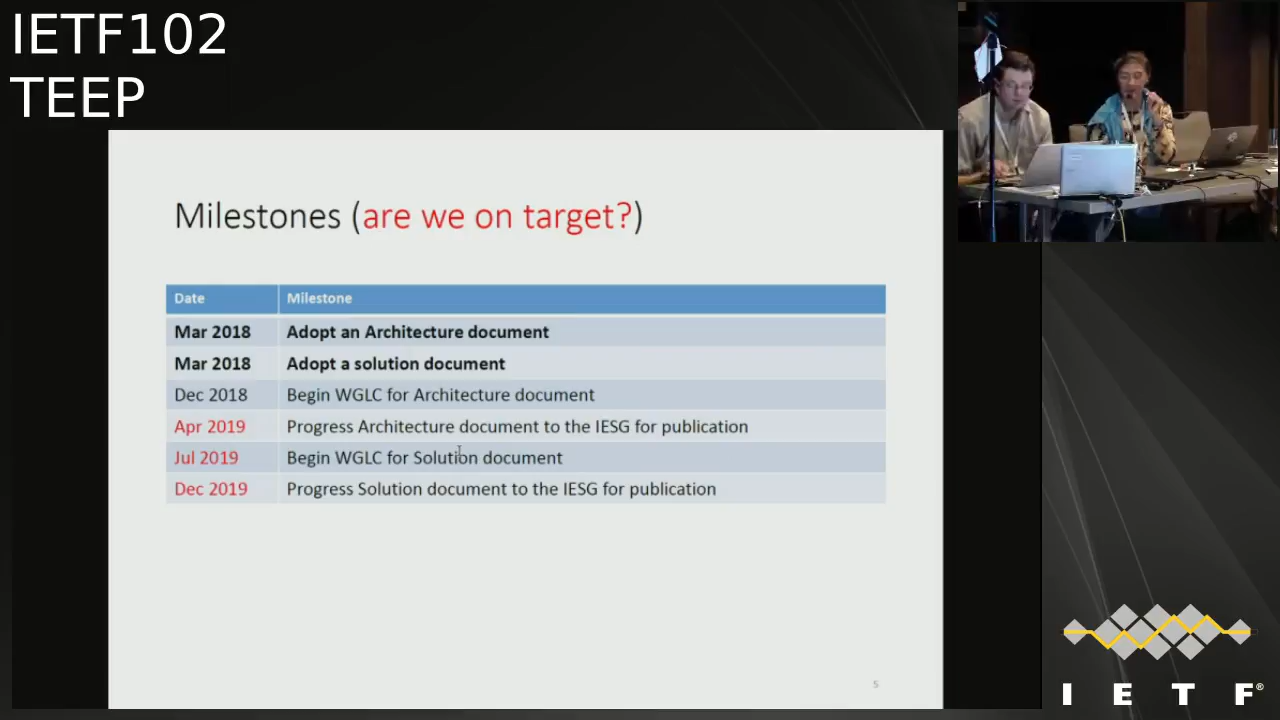 IETF102
TEEP
Milestones (are we on target?)
Date Milestone
Mar 2018 Adopt an Architecture document
Mar 2018 Adopt a solution document
Dec 2018 Begin WGLC for Architecture document
Apr 2019 Progress Architecture document to the IESG for publication
Jul 2019 Begin WGLC for Solution document
Dec 2019 Progress Solution document to the IESG for publication
5
I E T F®